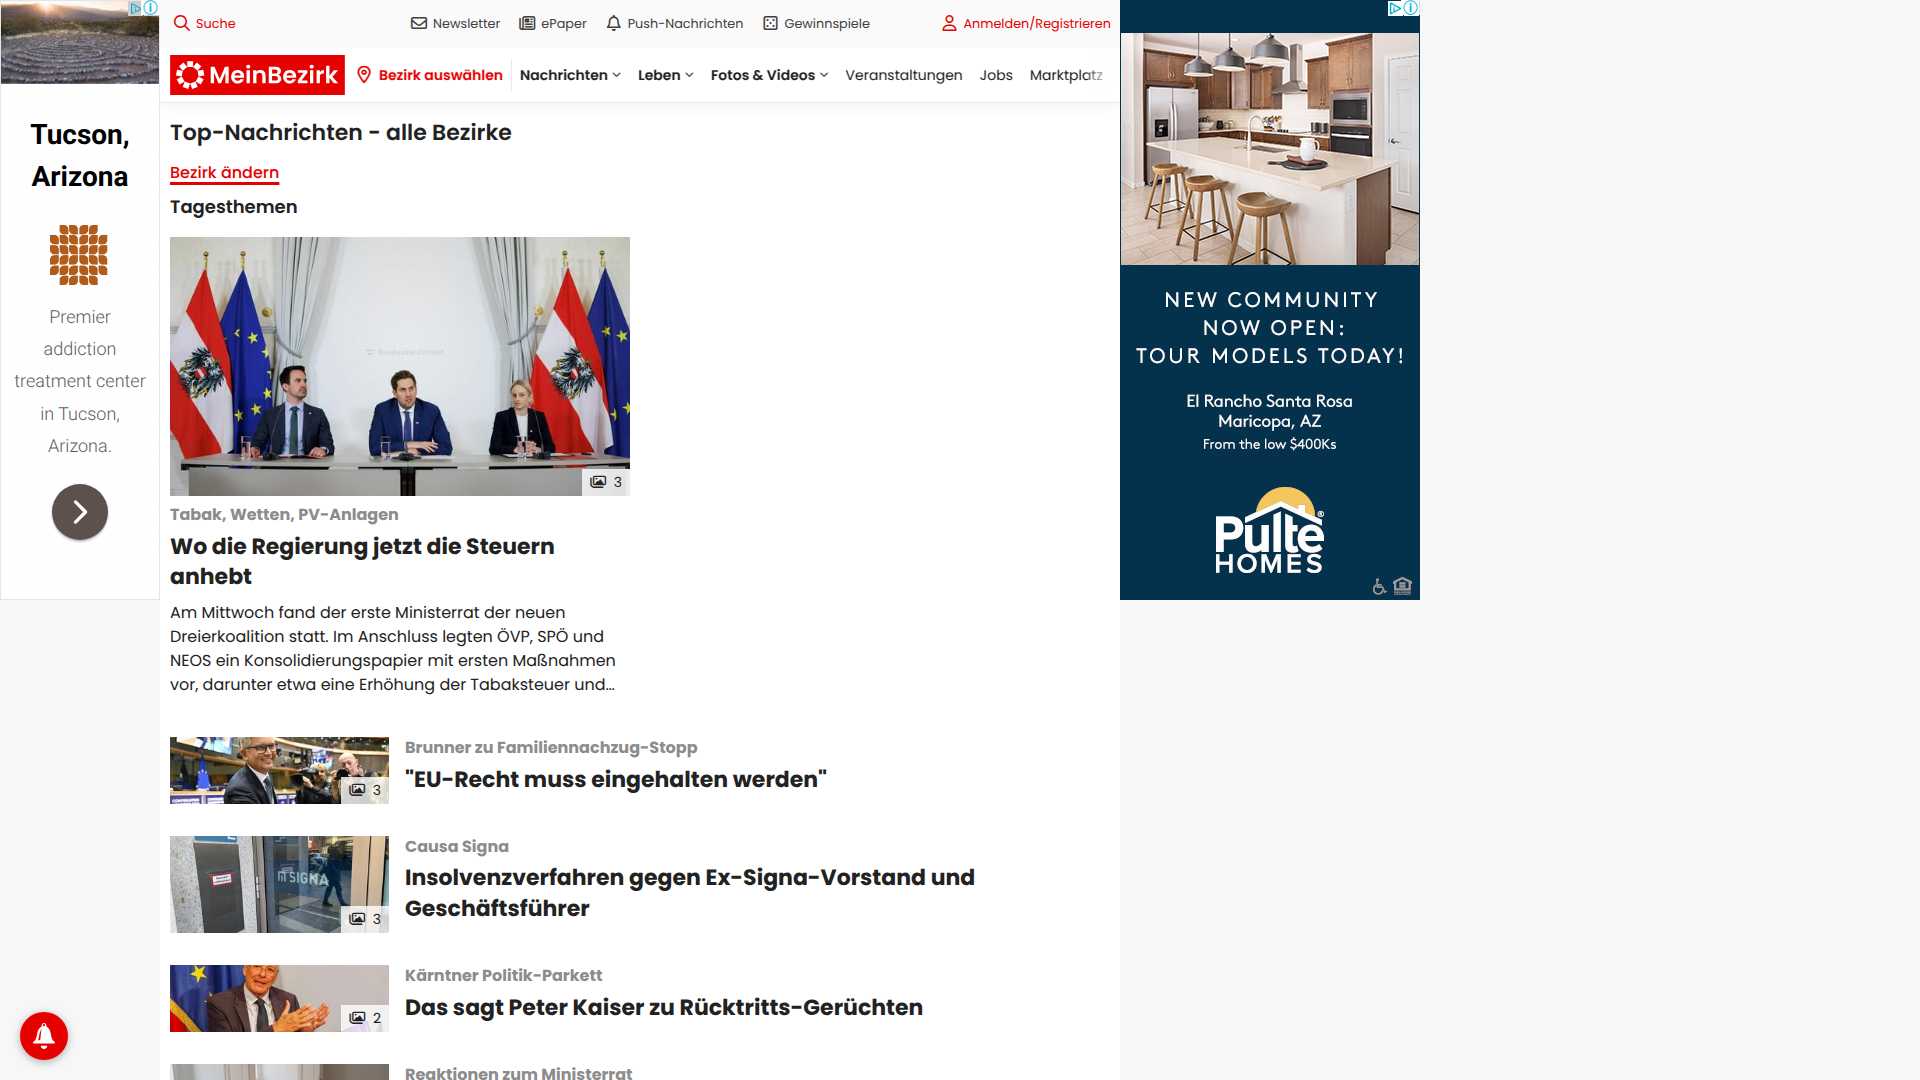 Suche
Newsletter
ePaper
Push-Nachrichten
Gewinnspiele
Anmelden/Registrieren
MeinBezirk
Bezirk auswählen
Nachrichten
Leben
Fotos & Videos
Veranstaltungen
Jobs
Marktplatz
Tucson,
Arizona
Premier
addiction
treatment center
in Tucson,
Arizona.
Top-Nachrichten - alle Bezirke
Bezirk ändern
Tagesthemen
3
Tabak, Wetten, PV-Anlagen
Wo die Regierung jetzt die Steuern
anhebt
Am Mittwoch fand der erste Ministerrat der neuen
Dreierkoalition statt. Im Anschluss legten ÖVP, SPÖ und
NEOS ein Konsolidierungspapier mit ersten Maßnahmen
vor, darunter etwa eine Erhöhung der Tabaksteuer und...
3
Brunner zu Familiennachzug-Stopp
"EU-Recht muss eingehalten werden"
SIGNA
3
Causa Signa
Insolvenzverfahren gegen Ex-Signa-Vorstand und
Geschäftsführer
2
Kärntner Politik-Parkett
Das sagt Peter Kaiser zu Rücktritts-Gerüchten
Reaktionen zum Ministerrat
NEW COMMUNITY
NOW OPEN:
TOUR MODELS TODAY!
El Rancho Santa Rosa
Maricopa, AZ
From the low $400Ks
Pulte®
HOMES